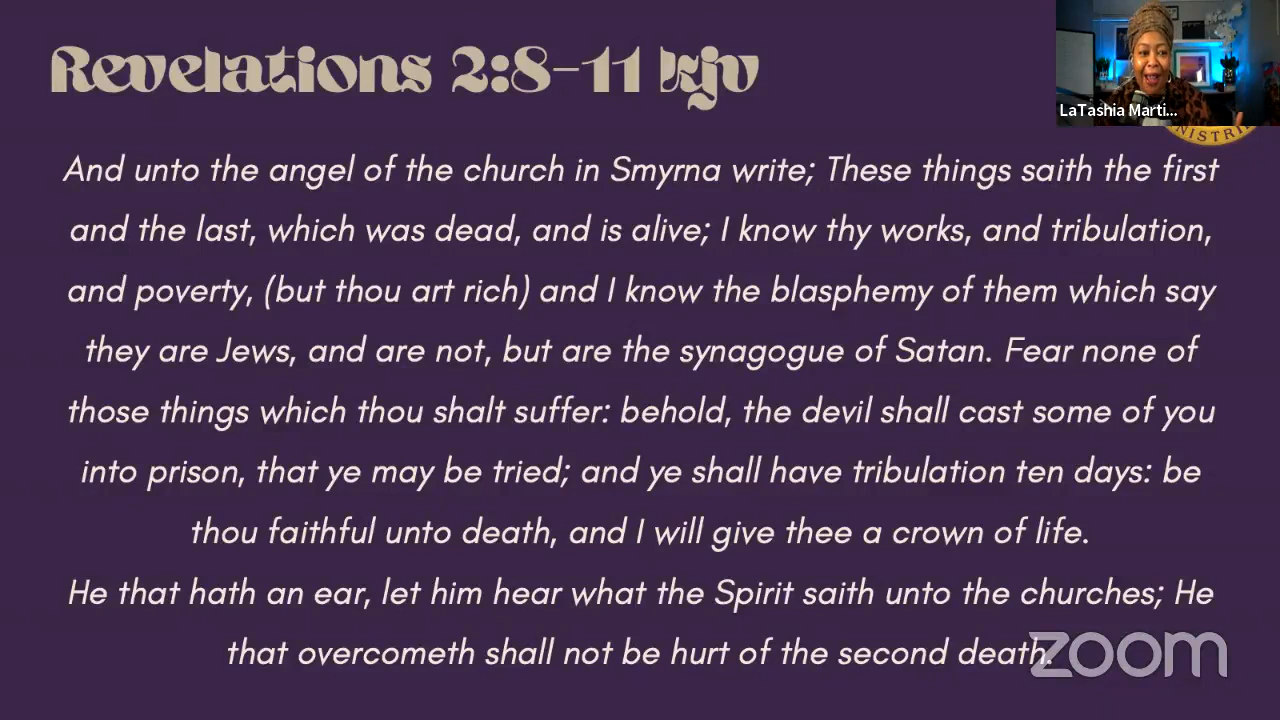 Revelations 2:8-11 kjv
LaTashia Marti...
NISTRI
And unto the angel of the church in Smyrna write; These things saith the first
and the last, which was dead, and is alive; I know thy works, and tribulation,
and poverty, (but thou art rich) and I know the blasphemy of them which say
they are Jews, and are not, but are the synagogue of Satan. Fear none of
those things which thou shalt suffer: behold, the devil shall cast some of you
into prison, that ye may be tried; and ye shall have tribulation ten days: be
thou faithful unto death, and I will give thee a crown of life.
He that hath an ear, let him hear what the Spirit saith unto the churches; He
that overcometh shall not be hurt of the second death.
zoom